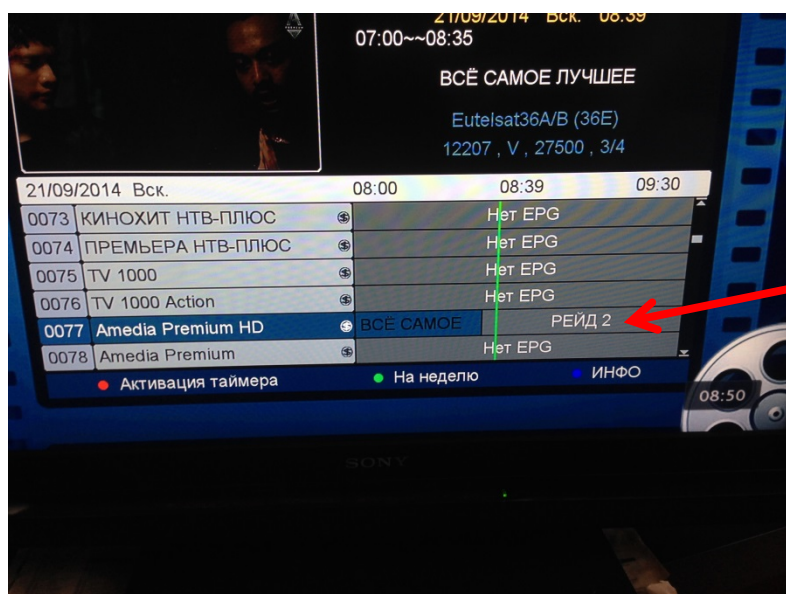 21/09/2014 Вск. 08:39
07:00~~08:35
ВСЁ САМОЕ ЛУЧШЕЕ
Eutelsat36A/B (36E)
12207 , V , 27500 , 3/4
21/09/2014 Вск. 08:00 08:39 09:30
0073 КИНОХИТ НТВ-ПЛЮС Нет EPG
0074 ПРЕМЬЕРА НТВ-ПЛЮС Нет EPG
0075 TV 1000 Нет EPG
0076 TV 1000 Action Нет EPG
0077 Amedia Premium HD ВСЁ САМОЕ РЕЙД 2
0078 Amedia Premium Нет EPG
Активация таймера На неделю ИНФО
08:50
SONY